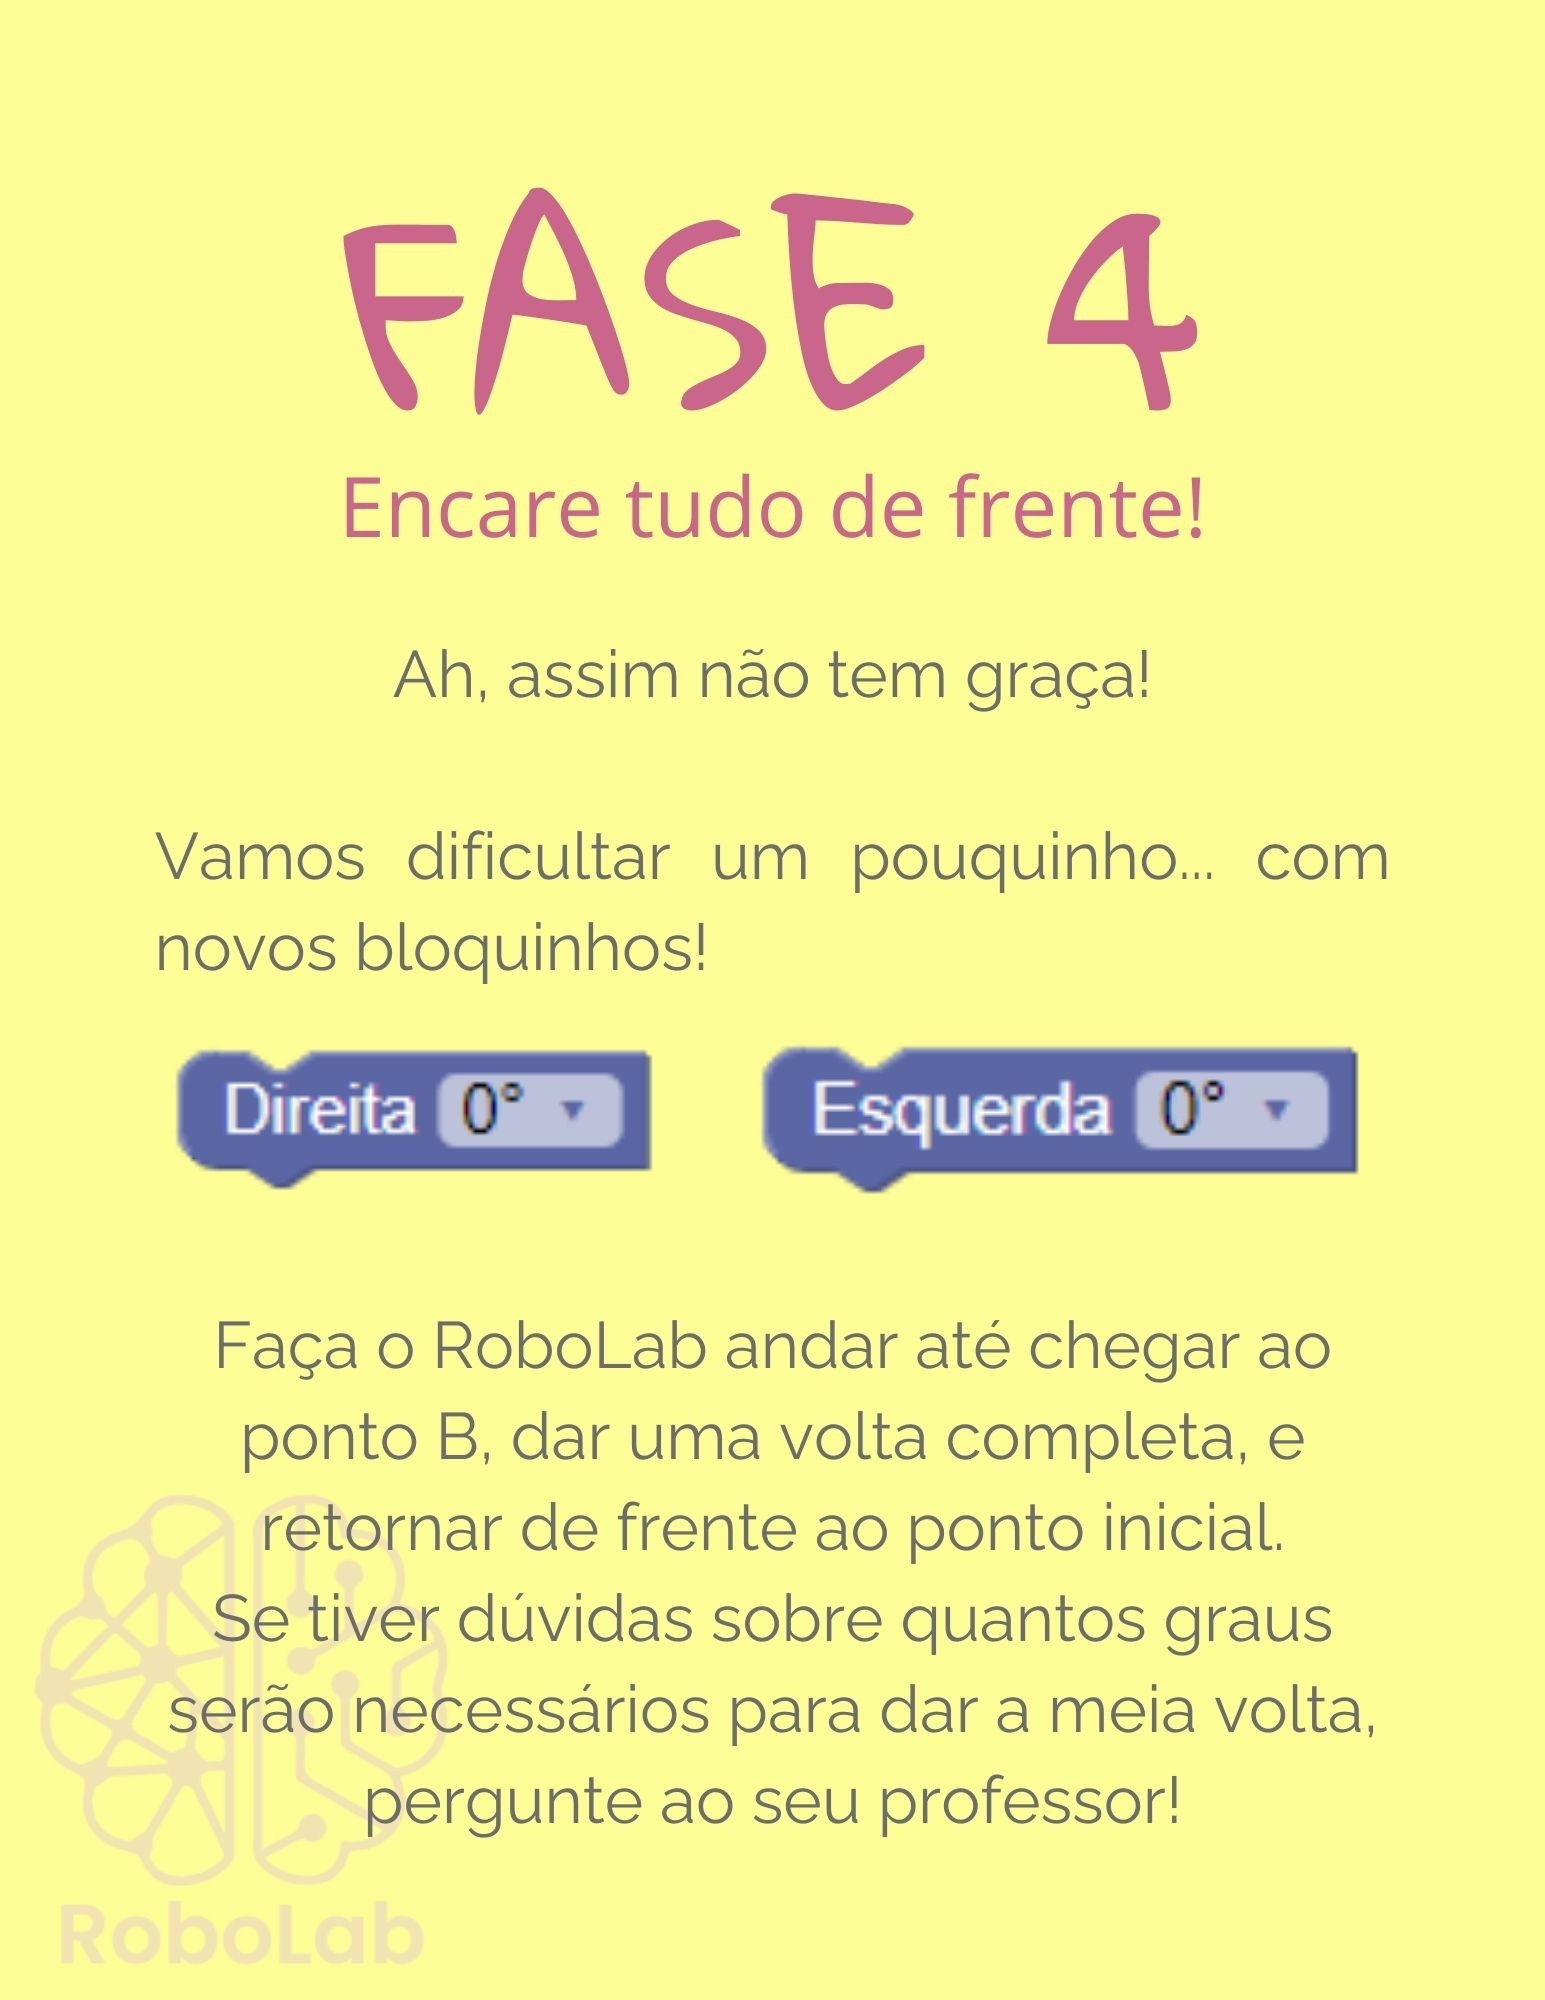 FASE 4
Encare tudo de frente!
Ah, assim não tem graça!
Vamos dificultar um pouquinho... com
novos bloquinhos!
Direita 0°
Esquerda 0°
Faça o RoboLab andar até chegar ao
ponto B, dar uma volta completa, e
retornar de frente ao ponto inicial.
Se tiver dúvidas sobre quantos graus
serão necessários para dar a meia volta,
pergunte ao seu professor!
RoboLab